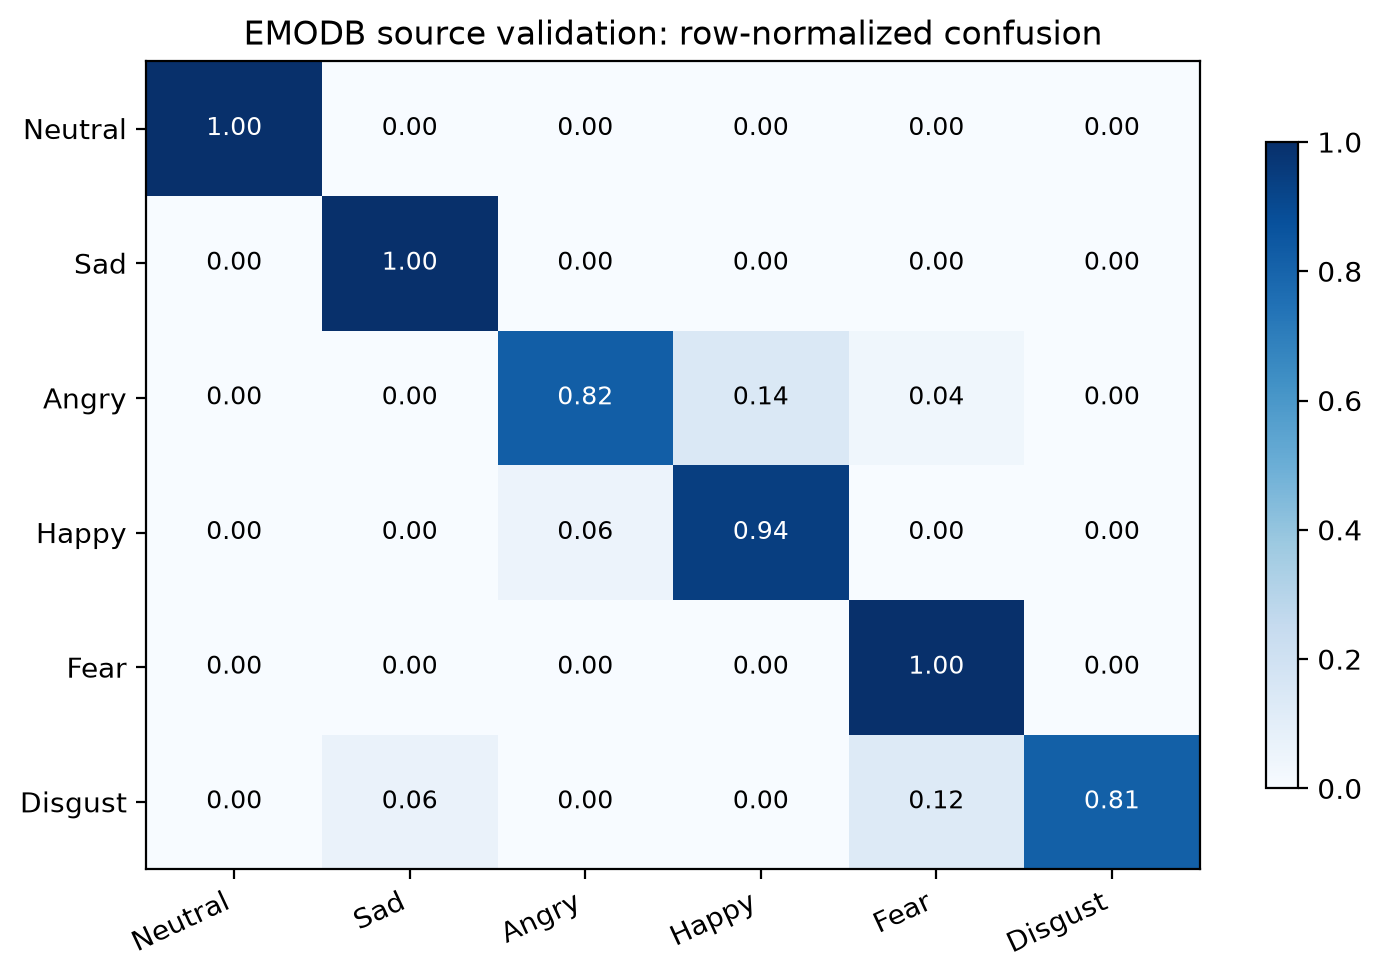 EMODB source validation: row-normalized confusion
Neutral 1.00 0.00 0.00 0.00 0.00 0.00
Sad 0.00 1.00 0.00 0.00 0.00 0.00
Angry 0.00 0.00 0.82 0.14 0.04 0.00
Happy 0.00 0.00 0.06 0.94 0.00 0.00
Fear 0.00 0.00 0.00 0.00 1.00 0.00
Disgust 0.00 0.06 0.00 0.00 0.12 0.81
Neutral Sad Angry Happy Fear Disgust
1.0
0.8
0.6
0.4
0.2
0.0